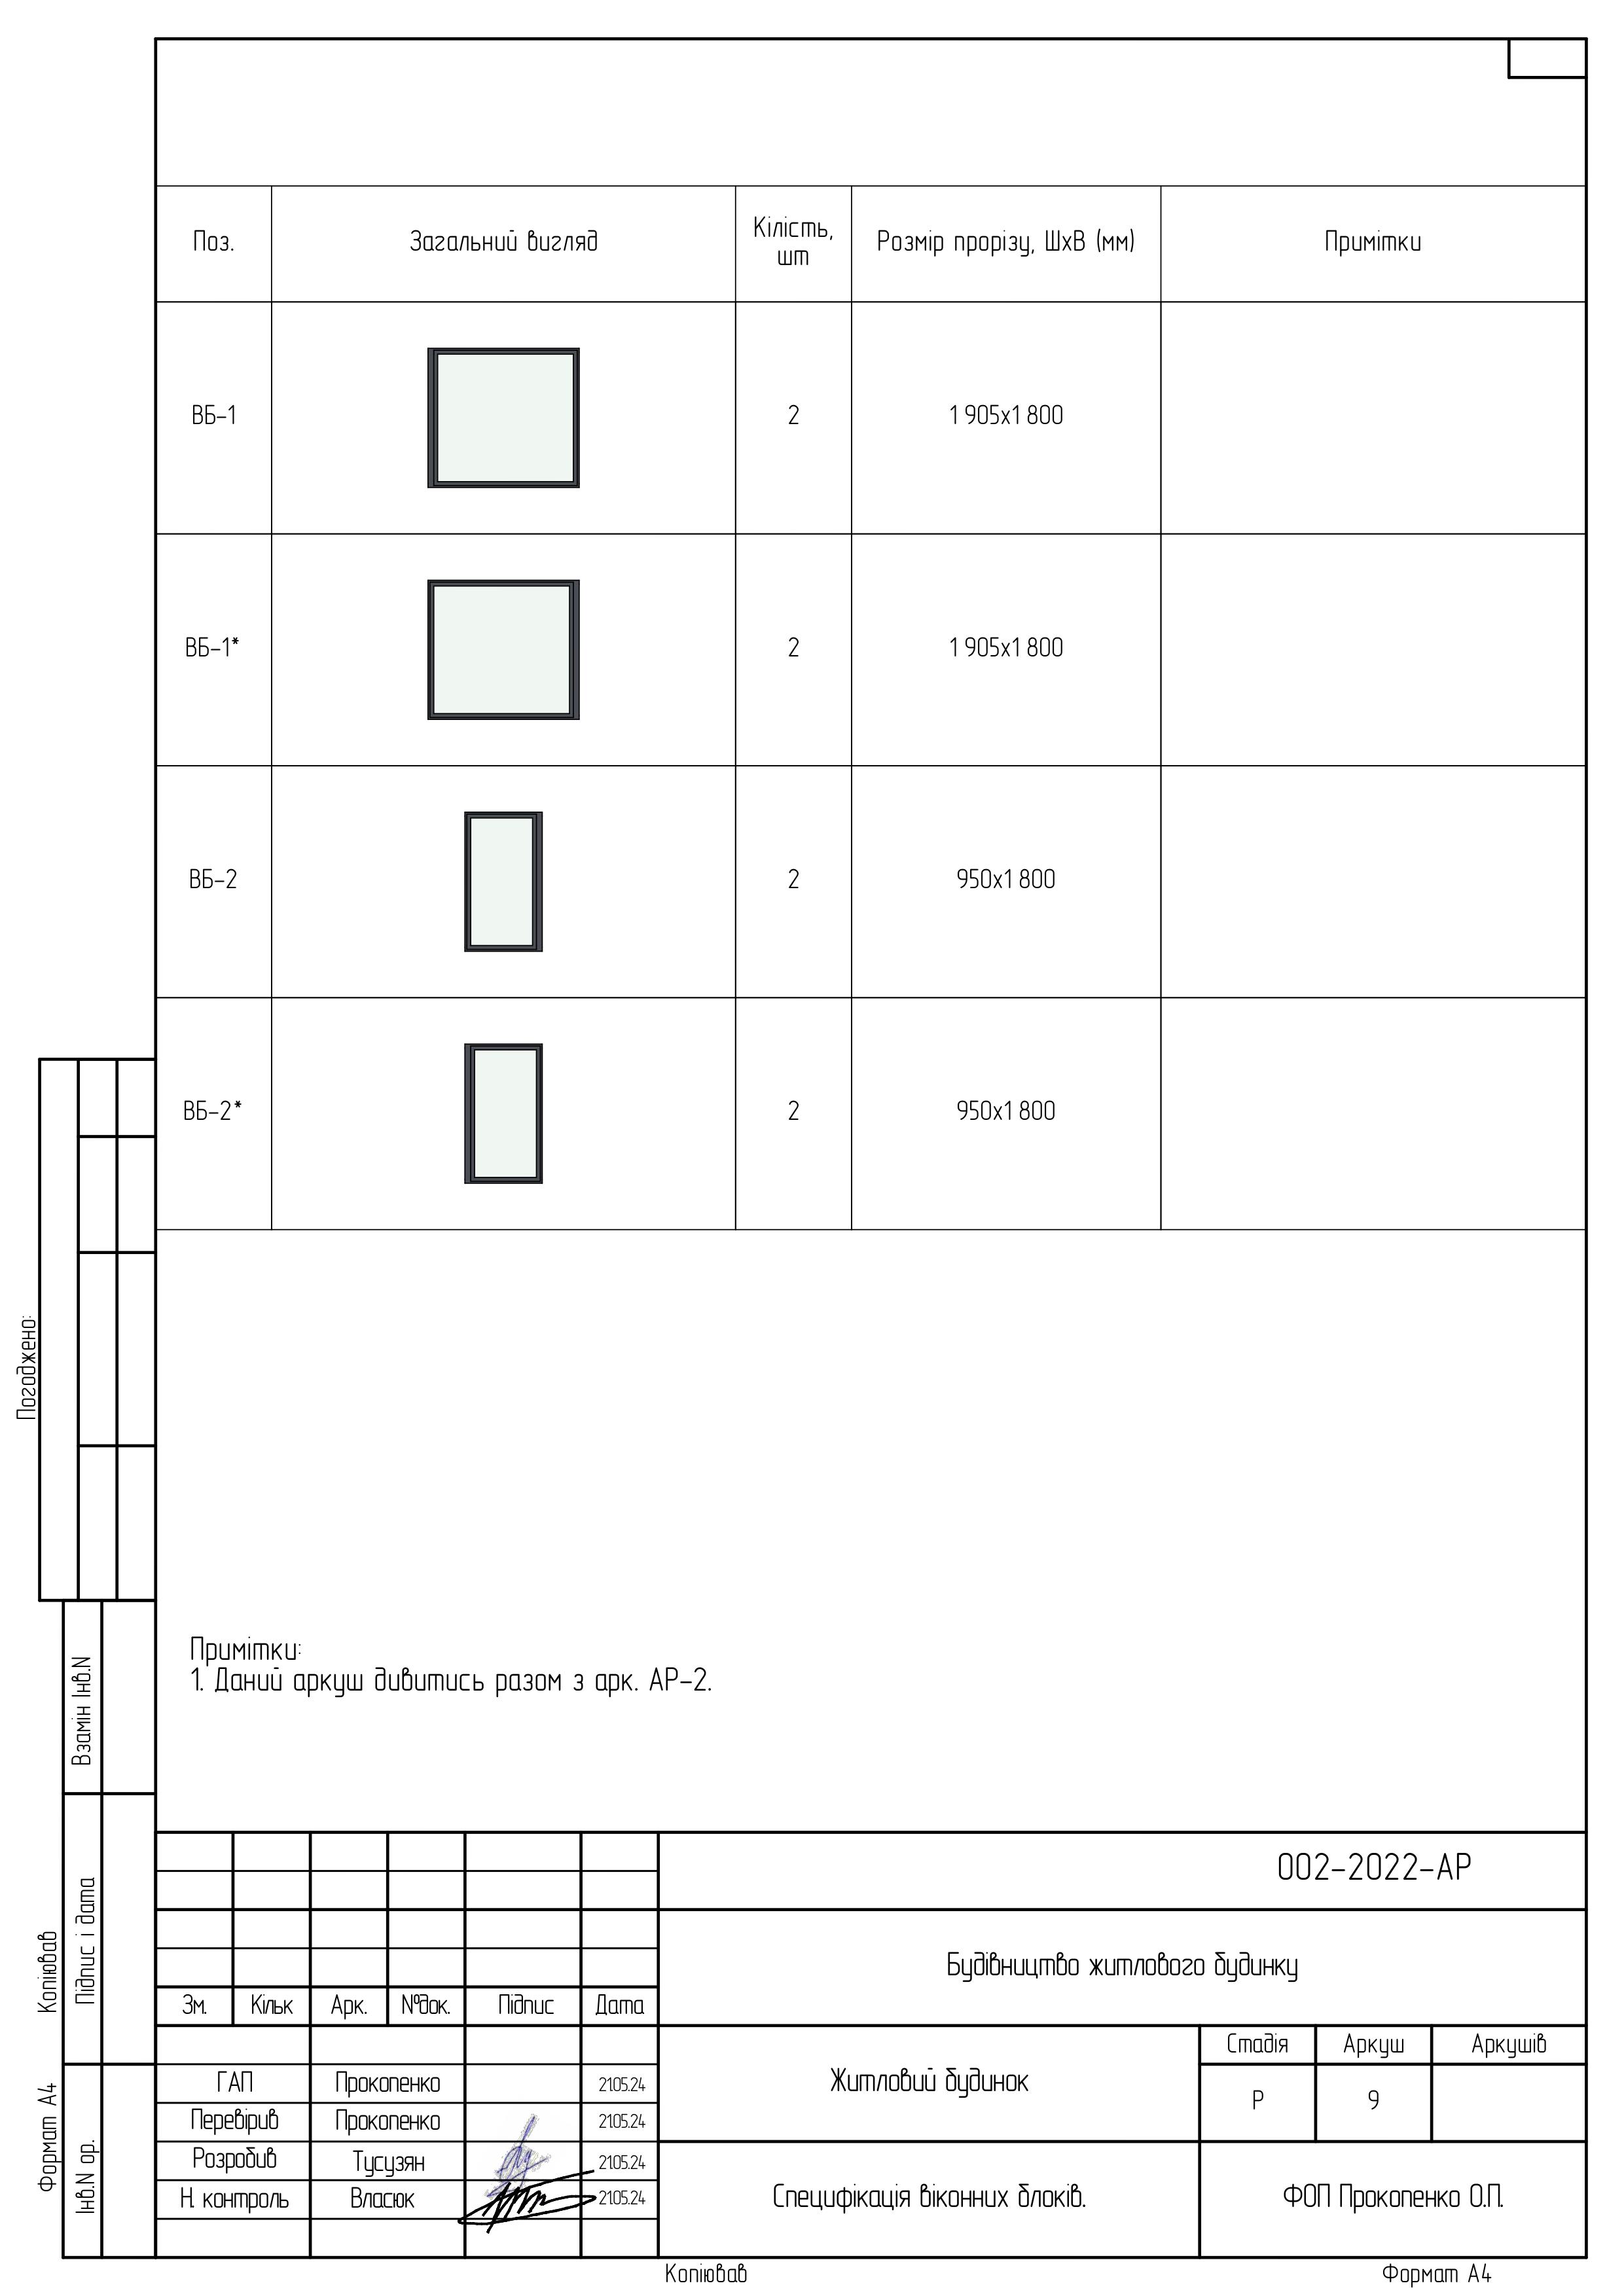 Поз.
Загальний вигляд
Кілість,
шт
Розмір прорізу, ШхВ (мм)
Примітки
ВБ-1
2
1 905х1 800
ВБ-1*
2
1 905х1 800
ВБ-2
2
950х1 800
ВБ-2*
2
950х1 800
Погоджено:
Взамін Інв.N
Підпис і дата
Інв.N ор.
Копіював
Формат А4
Примітки:
1. Даний аркуш дивитись разом з арк. АР-2.
002-2022-АР
Будівництво житлового будинку
Зм. Кільк Арк. №док. Підпис Дата
Житловий будинок
Стадія Аркуш Аркушів
Р 9
ГАП Прокопенко 21.05.24
Перевірив Прокопенко 21.05.24
Розробив Тусузян 21.05.24
Н. контроль Власюк 21.05.24
Специфікація віконних блоків.
ФОП Прокопенко О.П.
Копіював
Формат А4